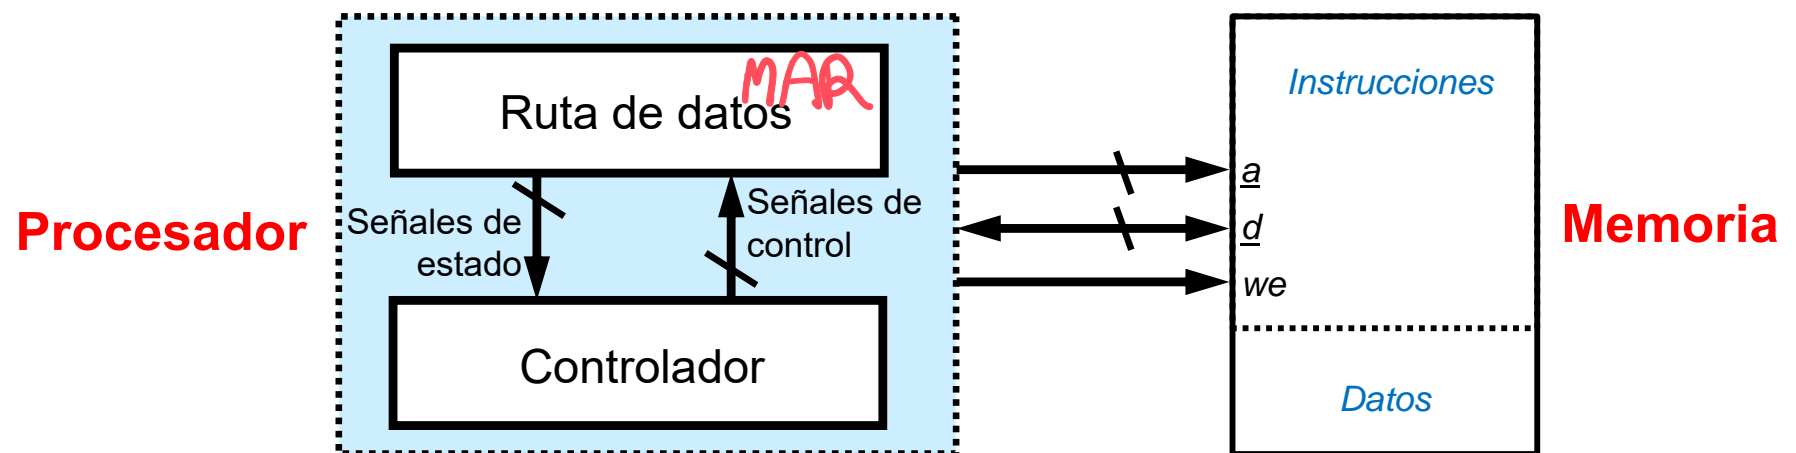 Procesador
MAR
Ruta de datos
Señales de
estado
Señales de
control
Controlador
Instrucciones
a
d
we
Datos
Memoria